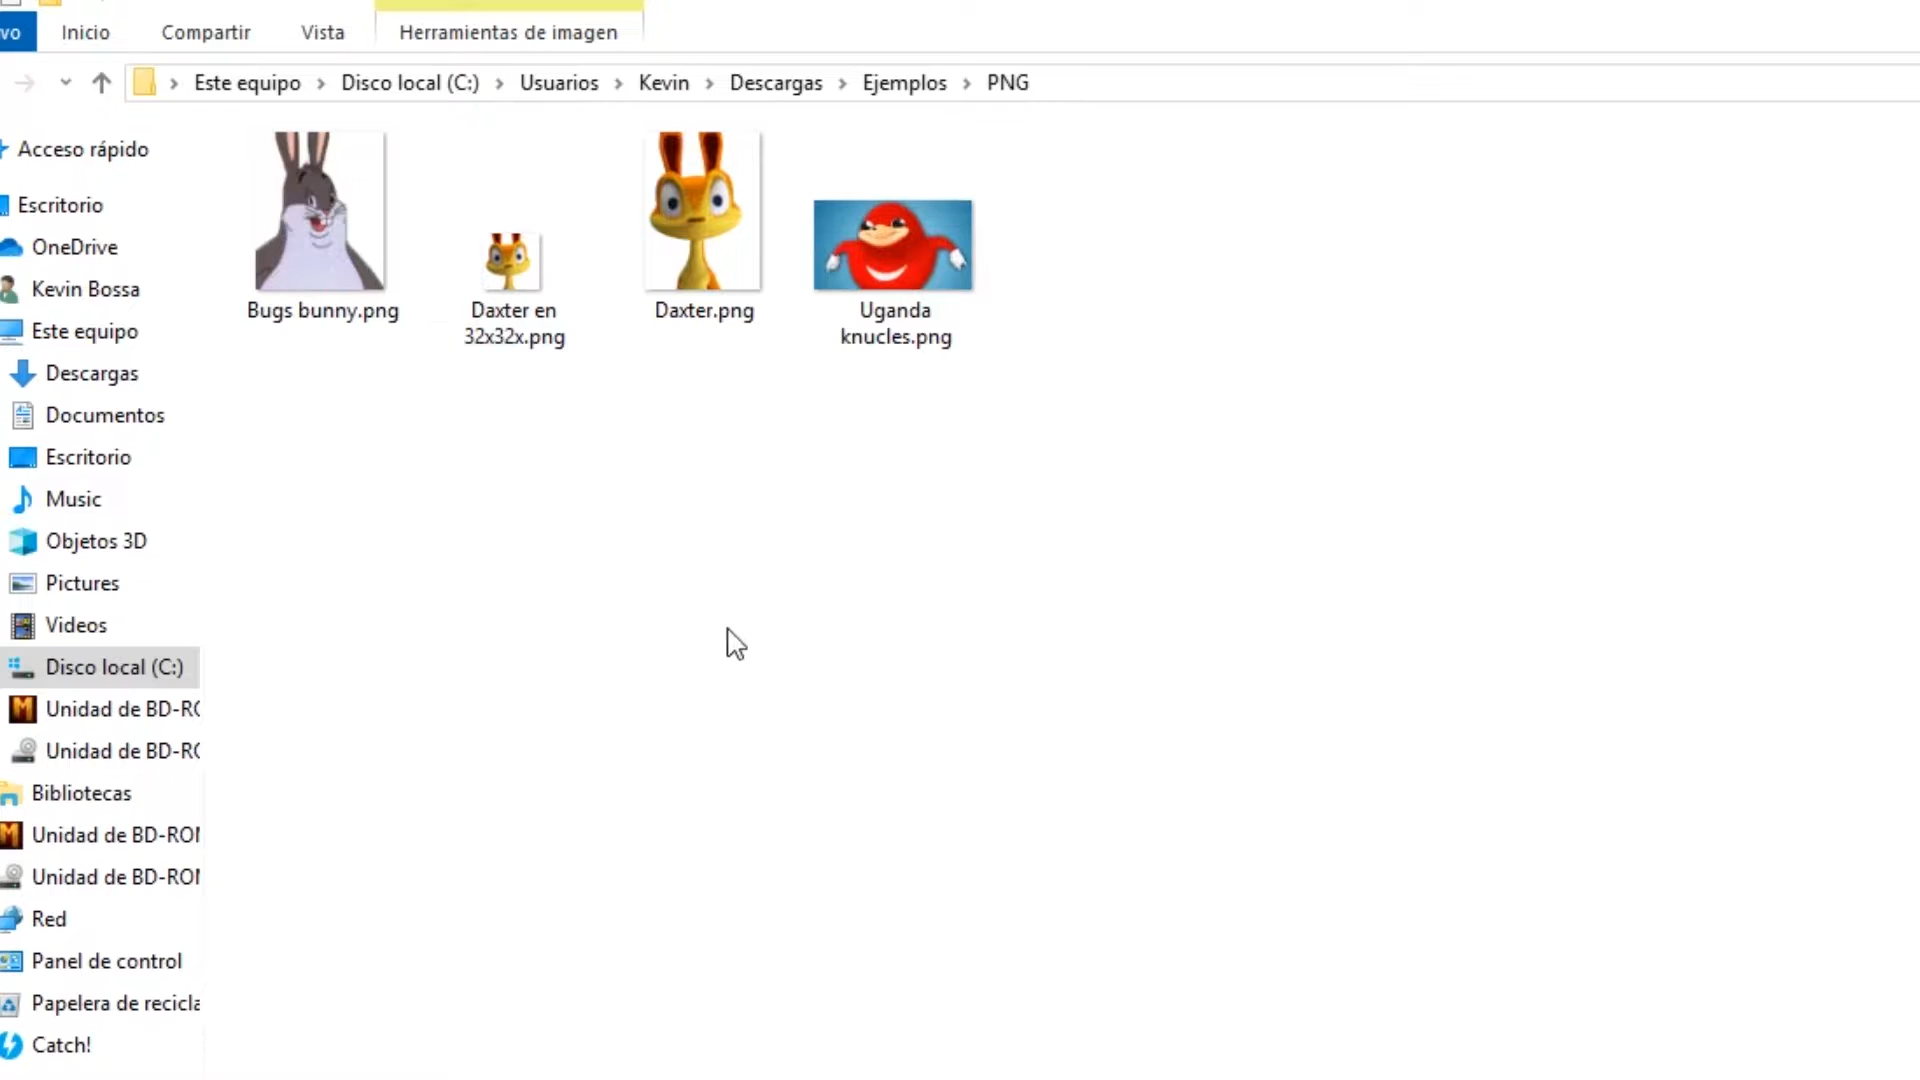 vo Inicio Compartir Vista Herramientas de imagen
Este equipo Disco local (C:) Usuarios Kevin Descargas Ejemplos PNG
Acceso rápido
Escritorio
OneDrive
Kevin Bossa
Este equipo
Descargas
Documentos
Escritorio
Music
Objetos 3D
Pictures
Videos
Disco local (C:)
Unidad de BD-RO
Unidad de BD-RO
Bibliotecas
Unidad de BD-ROM
Unidad de BD-ROM
Red
Panel de control
Papelera de recicla
Catch!
Bugs bunny.png
Daxter en
32x32x.png
Daxter.png
Uganda
knucles.png